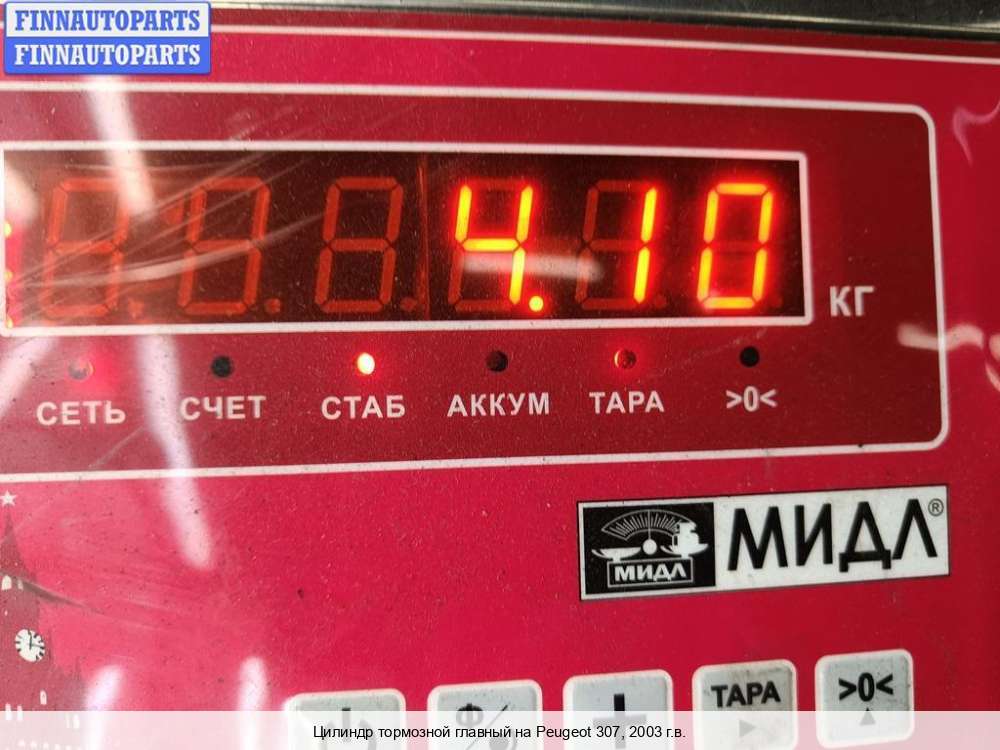 FINNAUTOPARTS
FINNAUTOPARTS
4.10
КГ
СЕТЬ СЧЕТ СТАБ АККУМ ТАРА >0<
МИДЛ МИДЛ®
Ф + ТАРА >0<
Цилиндр тормозной главный на Peugeot 307, 2003 г.в.